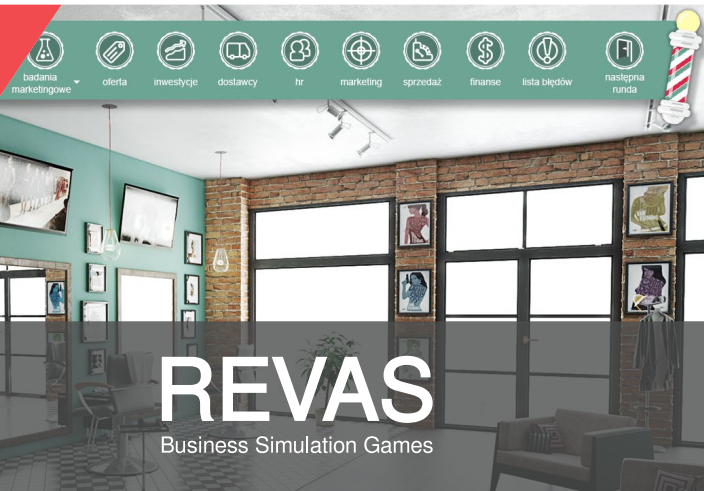 badania
marketingowe
oferta
inwestycje
dostawcy
hr
marketing
sprzedaż
finanse
lista błędów
następna
runda
REVAS
Business Simulation Games